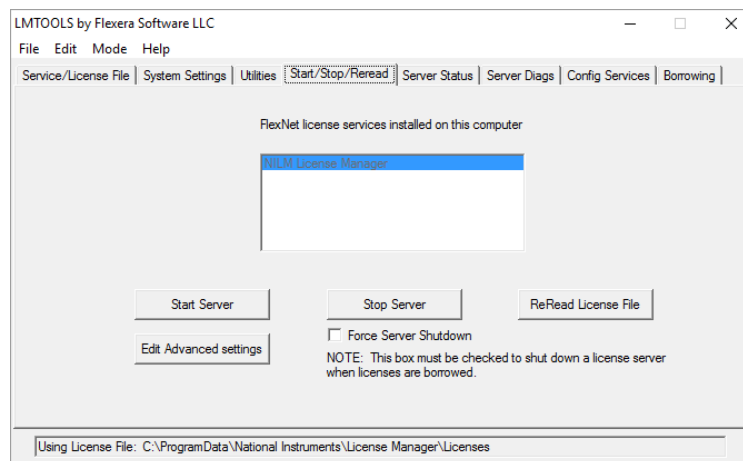 LMTOOLS by Flexera Software LLC
File Edit Mode Help
Service/License File System Settings Utilities Start/Stop/Reread Server Status Server Diags Config Services Borrowing
FlexNet license services installed on this computer
NILM License Manager
Start Server Stop Server ReRead License File
Edit Advanced settings Force Server Shutdown
NOTE: This box must be checked to shut down a license server
when licenses are borrowed.
Using License File: C:\ProgramData\National Instruments\License Manager\Licenses